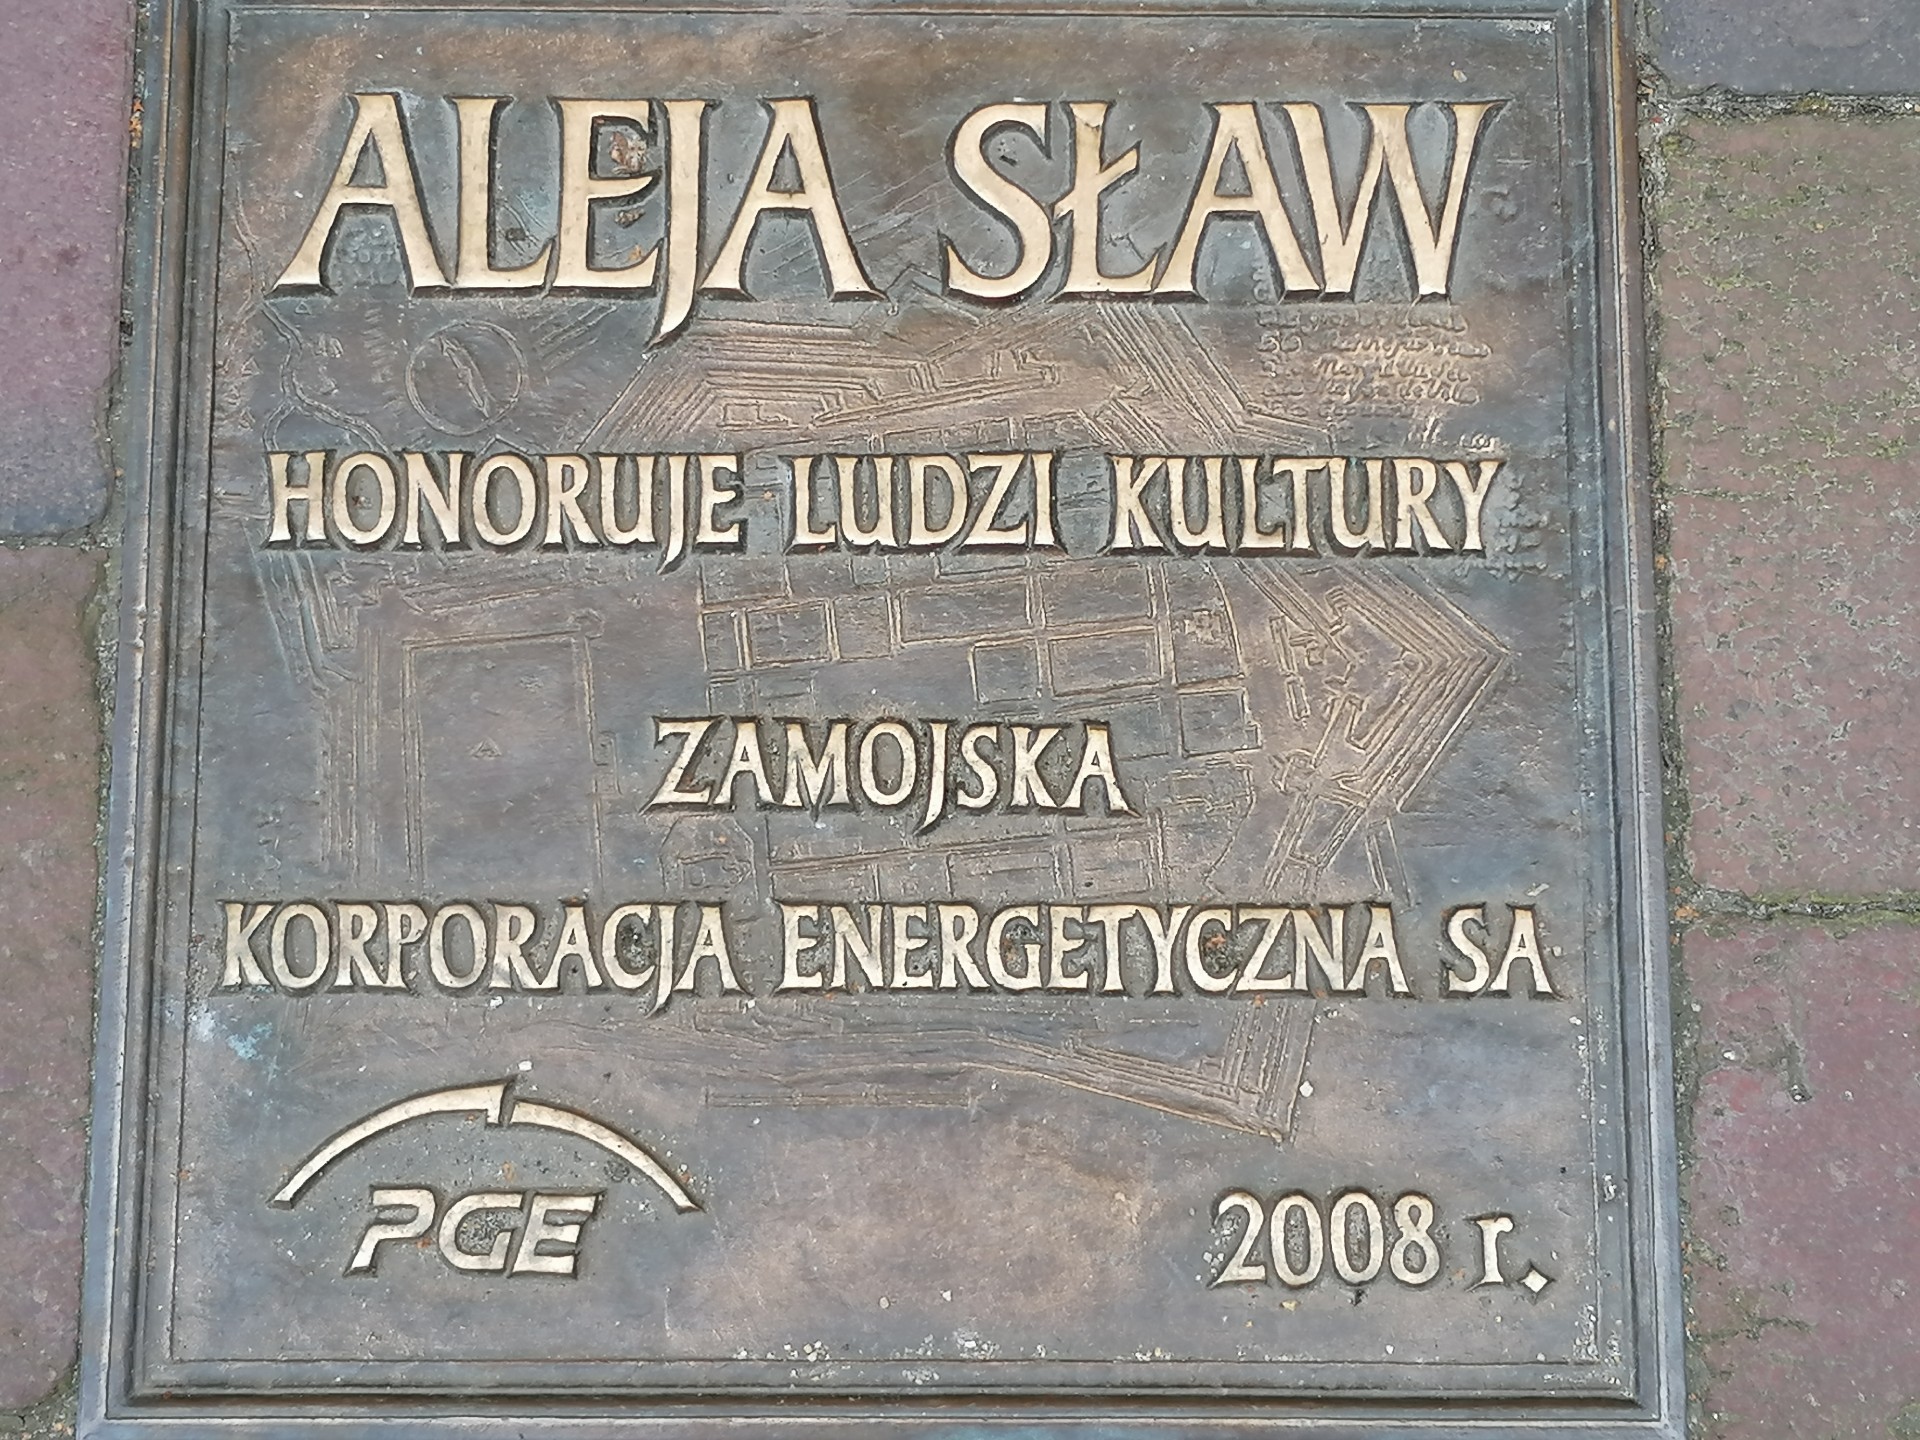 ALEJA SŁAW
HONORUJE LUDZI KULTURY
ZAMOJSKA
KORPORACJA ENERGETYCZNA SA
PGE
2008 r.